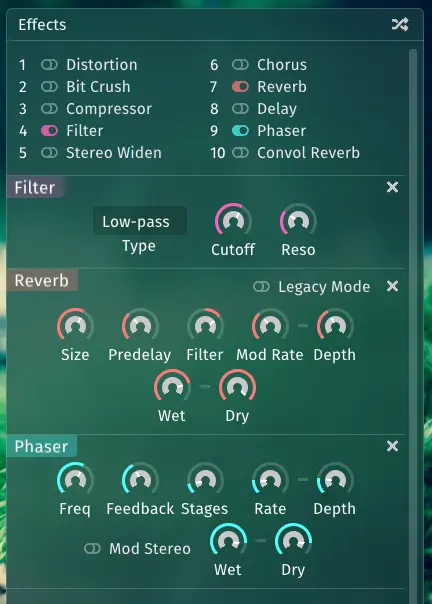 Effects
1 Distortion 6 Chorus
2 Bit Crush 7 Reverb
3 Compressor 8 Delay
4 Filter 9 Phaser
5 Stereo Widen 10 Convol Reverb
Filter
Low-pass
Type Cutoff Reso
Reverb Legacy Mode
Size Predelay Filter Mod Rate Depth
Wet Dry
Phaser
Freq Feedback Stages Rate Depth
Mod Stereo
Wet Dry